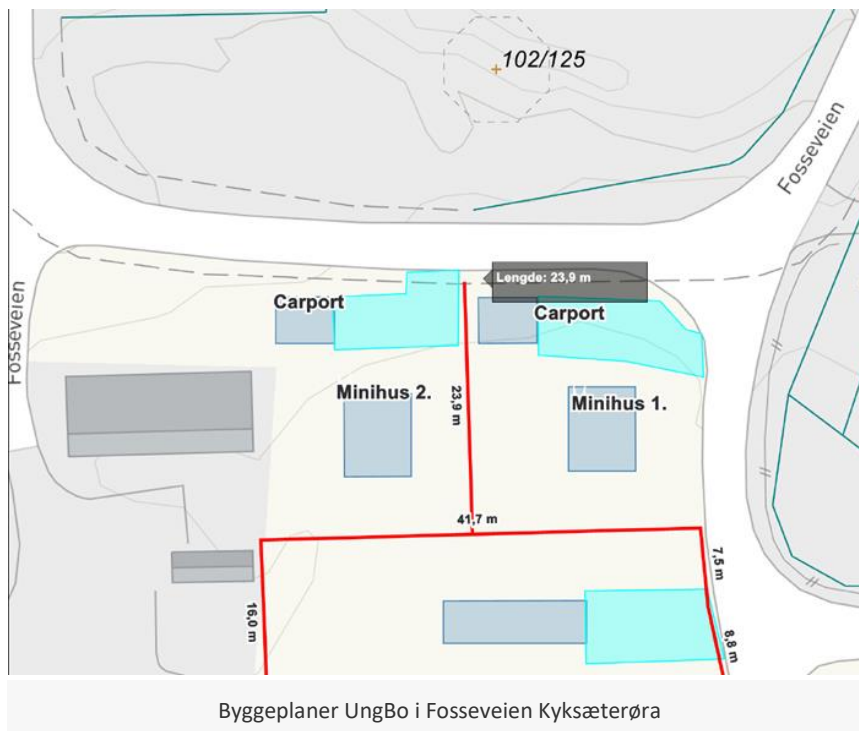 102/125
Fosseveien
Lengde: 23,9 m
Carport
Carport
Fosseveien
Minihus 2.
23,9 m
Minihus 1.
41,7 m
7,5 m
16,0 m
8,8 m
Byggeplaner UngBo i Fosseveien Kyksæterøra